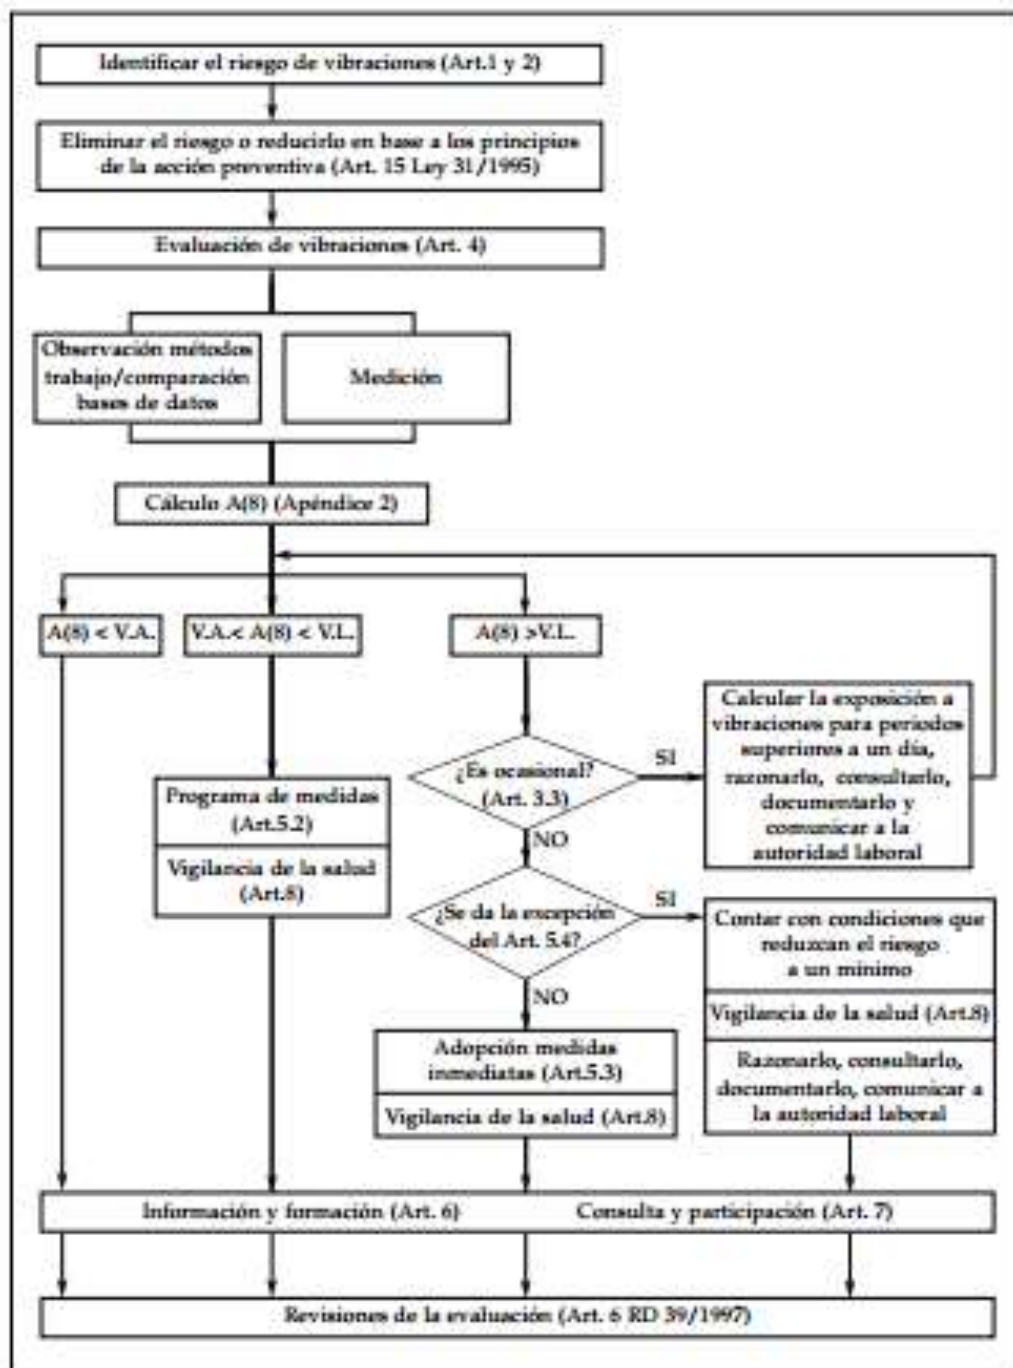 Identificar el riesgo de vibraciones (Art.1 y 2)
Eliminar el riesgo o reducirlo en base a los principios
de la acción preventiva (Art. 15 Ley 31/1995)
Evaluación de vibraciones (Art. 4)
Observación métodos
trabajo/comparación
bases de datos
Medición
Cálculo A(8) (Apéndice 2)
A(8) < V.A.
V.A.< A(8) < V.L.
A(8) >V.L.
¿Es ocasional?
(Art. 3.3)
SI
Calcular la exposición a
vibraciones para periodos
superiores a un día,
razonarlo, consultarlo,
documentarlo y
comunicar a la
autoridad laboral
NO
Programa de medidas
(Art.5.2)
Vigilancia de la salud
(Art.8)
¿Se da la excepción
del Art. 5.4?
SI
Contar con condiciones que
reduzcan el riesgo
a un mínimo
Vigilancia de la salud (Art.8)
Razonarlo, consultarlo,
documentarlo, comunicar a
la autoridad laboral
NO
Adopción medidas
inmediatas (Art.5.3)
Vigilancia de la salud (Art.8)
Información y formación (Art. 6)
Consulta y participación (Art. 7)
Revisiones de la evaluación (Art. 6 RD 39/1997)